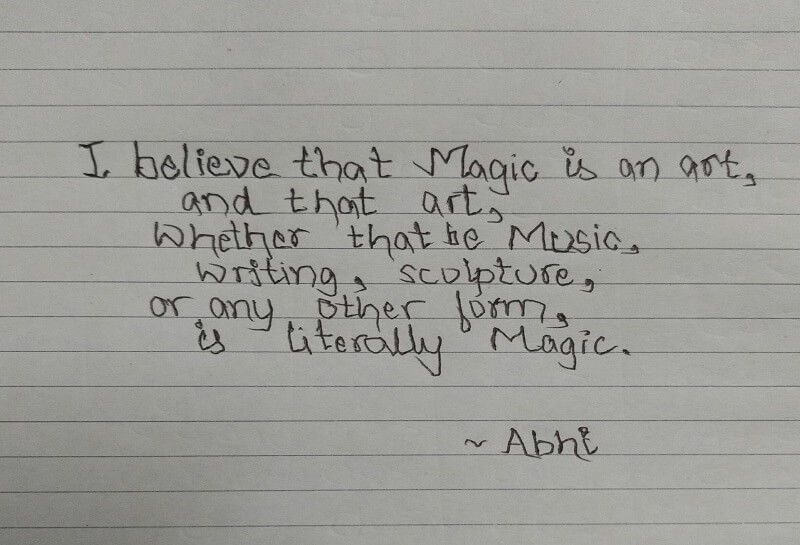 I believe that Magic is an art,
and that art,
Whether that be Music,
writing, sculpture,
or any other form,
is literally Magic.
~ Abhi